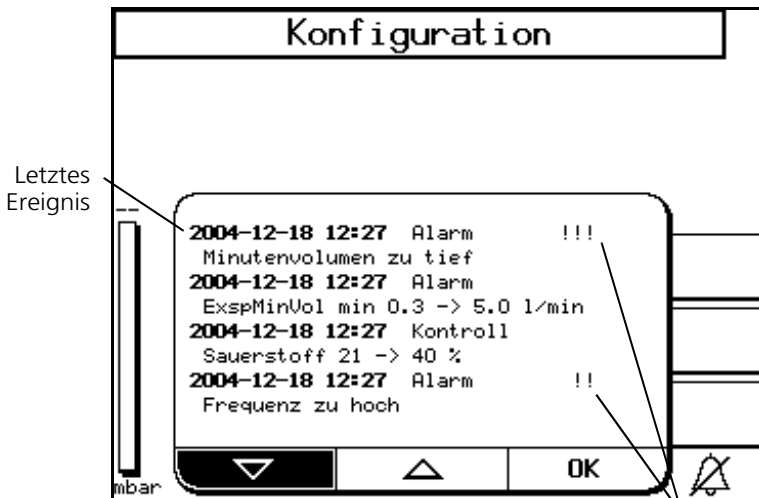 Konfiguration
Letztes
Ereignis
--
2004-12-18 12:27 Alarm !!!
Minutenvolumen zu tief
2004-12-18 12:27 Alarm
ExspMinVol min 0.3 -> 5.0 l/min
2004-12-18 12:27 Kontroll
Sauerstoff 21 -> 40 %
2004-12-18 12:27 Alarm !!
Frequenz zu hoch
OK
mbar